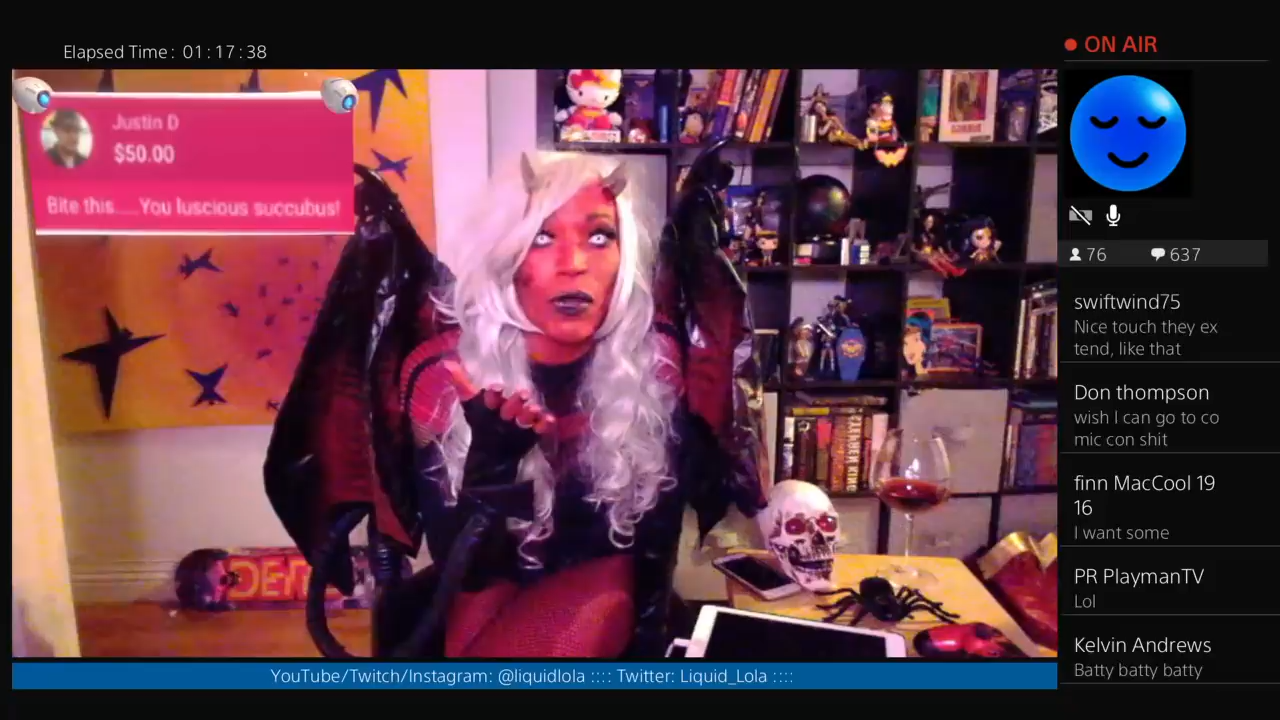 Elapsed Time: 01:17:38
ON AIR
Justin D
$50.00
Bite this.....You luscious succubus!
76
637
swiftwind75
Nice touch they ex
tend, like that
Don thompson
wish I can go to co
mic con shit
finn MacCool 19
16
I want some
PR PlaymanTV
Lol
Kelvin Andrews
Batty batty batty
YouTube/Twitch/Instagram: @liquidlola :::: Twitter: Liquid_Lola ::::